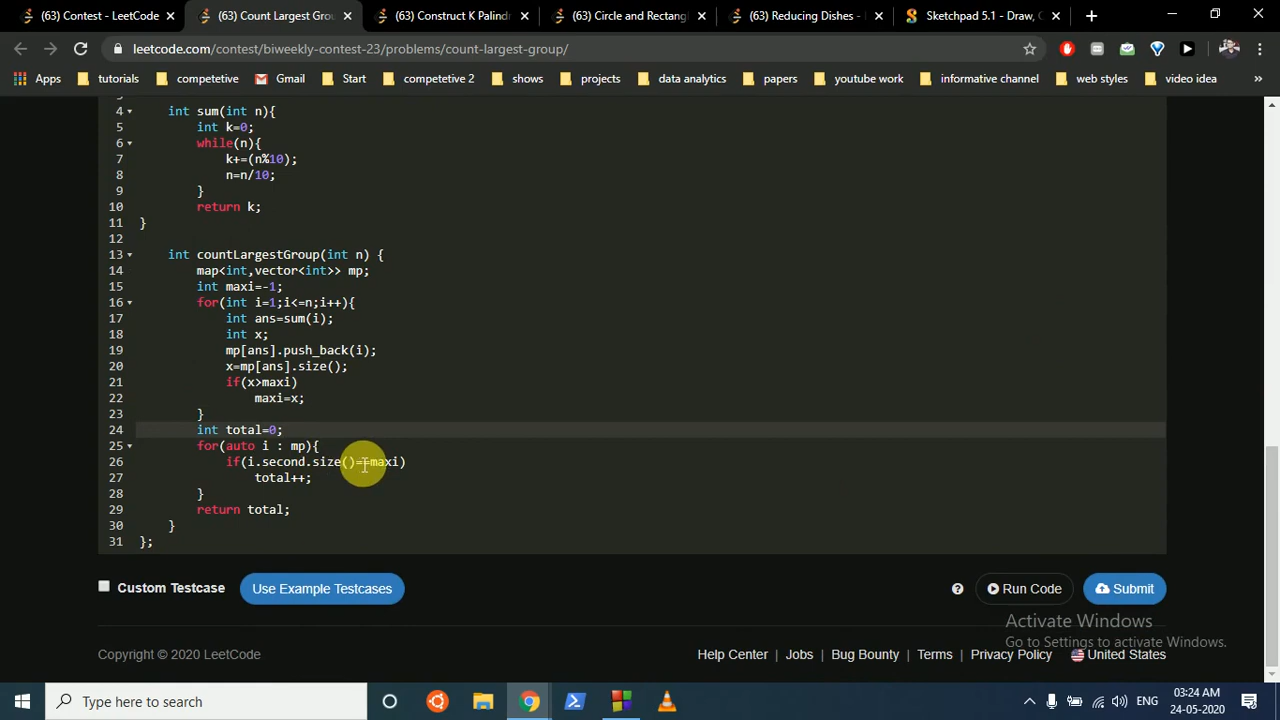 (63) Contest - LeetCode
(63) Count Largest Grou
(63) Construct K Palindr
(63) Circle and Rectang
(63) Reducing Dishes -
Sketchpad 5.1 - Draw, C
leetcode.com/contest/biweekly-contest-23/problems/count-largest-group/
Apps
tutorials
competetive
Gmail
Start
competetive 2
shows
projects
data analytics
papers
youtube work
informative channel
web styles
video idea
»
4 int sum(int n){
5 int k=0;
6 while(n){
7 k+=(n%10);
8 n=n/10;
9 }
10 return k;
11 }
12
13 int countLargestGroup(int n) {
14 map<int,vector<int>> mp;
15 int maxi=-1;
16 for(int i=1;i<=n;i++){
17 int ans=sum(i);
18 int x;
19 mp[ans].push_back(i);
20 x=mp[ans].size();
21 if(x>maxi)
22 maxi=x;
23 }
24 int total=0;
25 for(auto i : mp){
26 if(i.second.size()==maxi)
27 total++;
28 }
29 return total;
30 }
31 };
Custom Testcase
Use Example Testcases
Run Code
Submit
Activate Windows
Go to Settings to activate Windows.
Copyright © 2020 LeetCode
Help Center | Jobs | Bug Bounty | Terms | Privacy Policy | United States
Type here to search
ENG
03:24 AM
24-05-2020